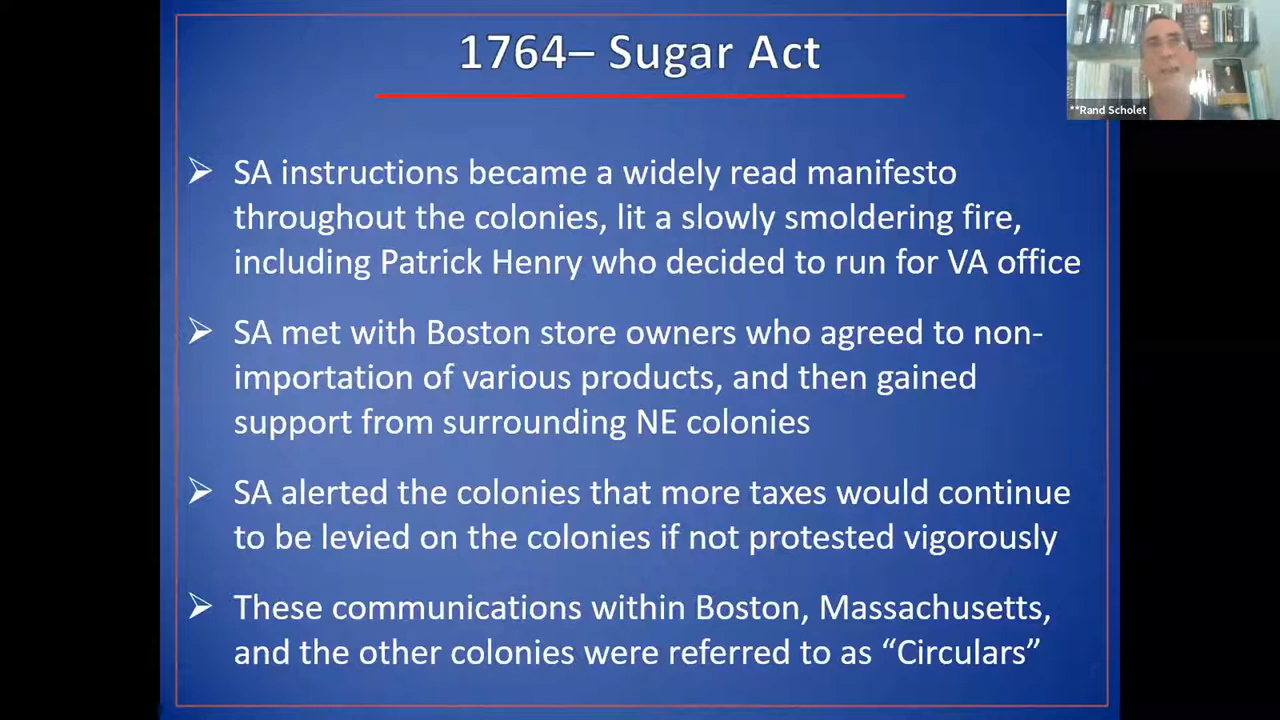 1764– Sugar Act
**Rand Scholet
➢ SA instructions became a widely read manifesto
throughout the colonies, lit a slowly smoldering fire,
including Patrick Henry who decided to run for VA office
➢ SA met with Boston store owners who agreed to non-
importation of various products, and then gained
support from surrounding NE colonies
➢ SA alerted the colonies that more taxes would continue
to be levied on the colonies if not protested vigorously
➢ These communications within Boston, Massachusetts,
and the other colonies were referred to as “Circulars”